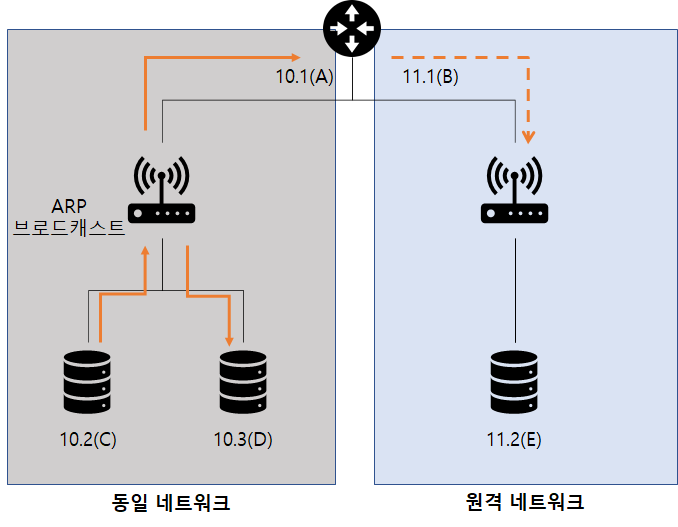 10.1(A)
11.1(B)
ARP
브로드캐스트
10.2(C)
10.3(D)
11.2(E)
동일 네트워크
원격 네트워크